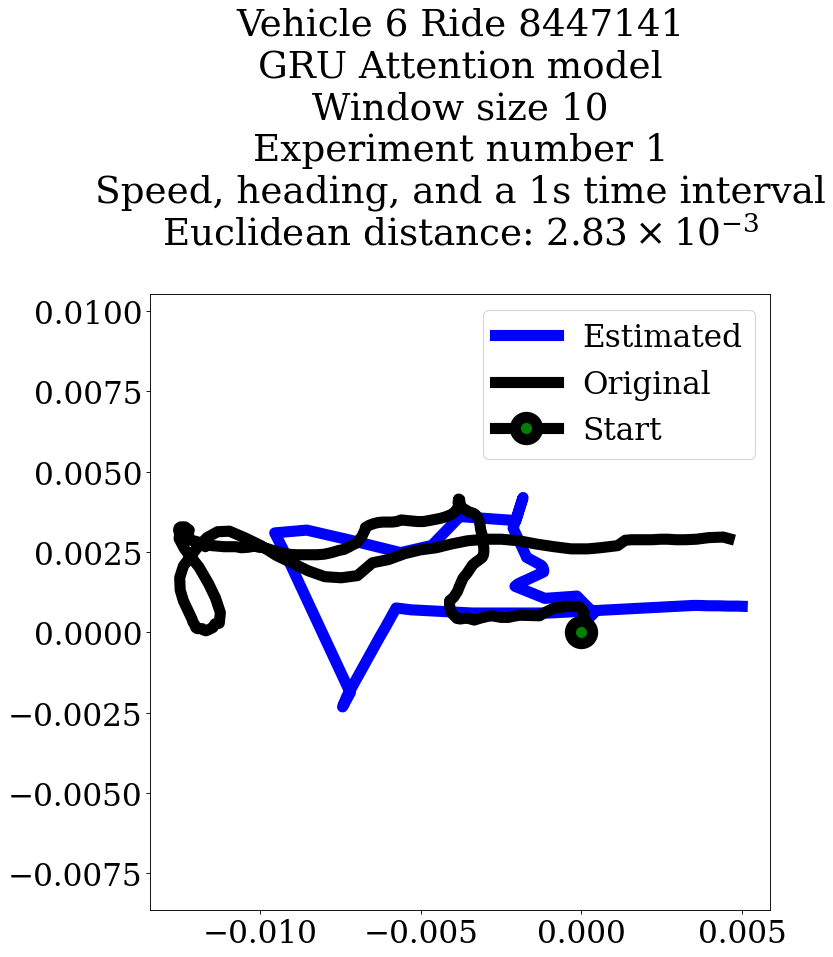 Vehicle 6 Ride 8447141
GRU Attention model
Window size 10
Experiment number 1
Speed, heading, and a 1s time interval
Euclidean distance: 2.83 × 10⁻³
0.0100
0.0075
0.0050
0.0025
0.0000
−0.0025
−0.0050
−0.0075
Estimated
Original
Start
−0.010
−0.005
0.000
0.005